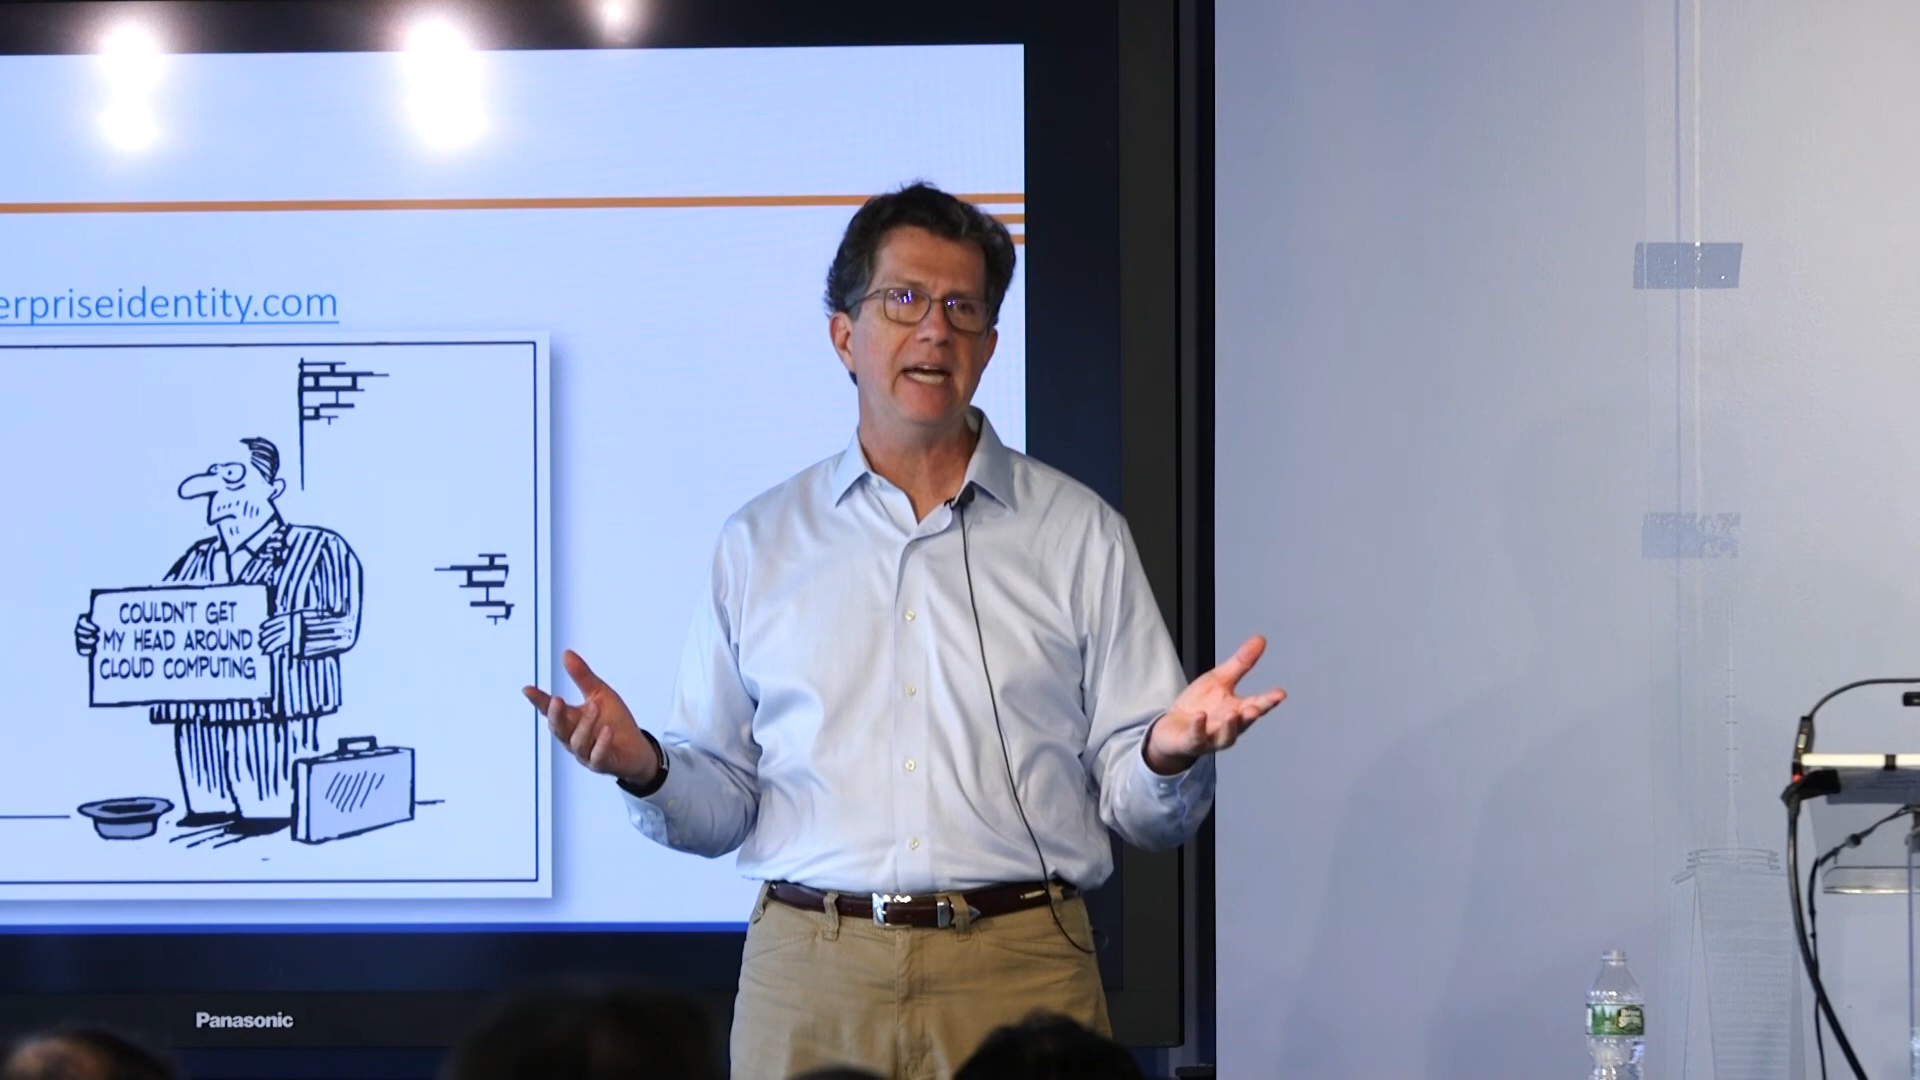 erpriseidentity.com
COULDN'T GET
MY HEAD AROUND
CLOUD COMPUTING
Panasonic